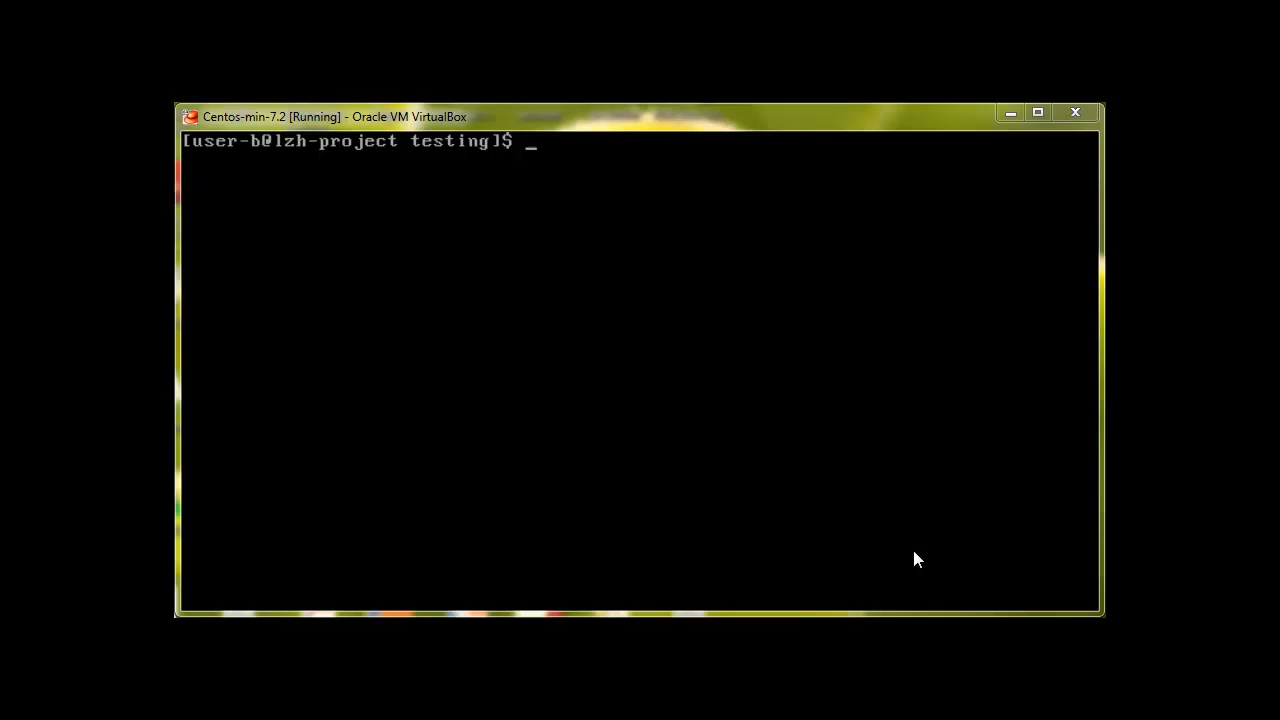 Centos-min-7.2 [Running] - Oracle VM VirtualBox
[user-b@lzh-project testing]$ _